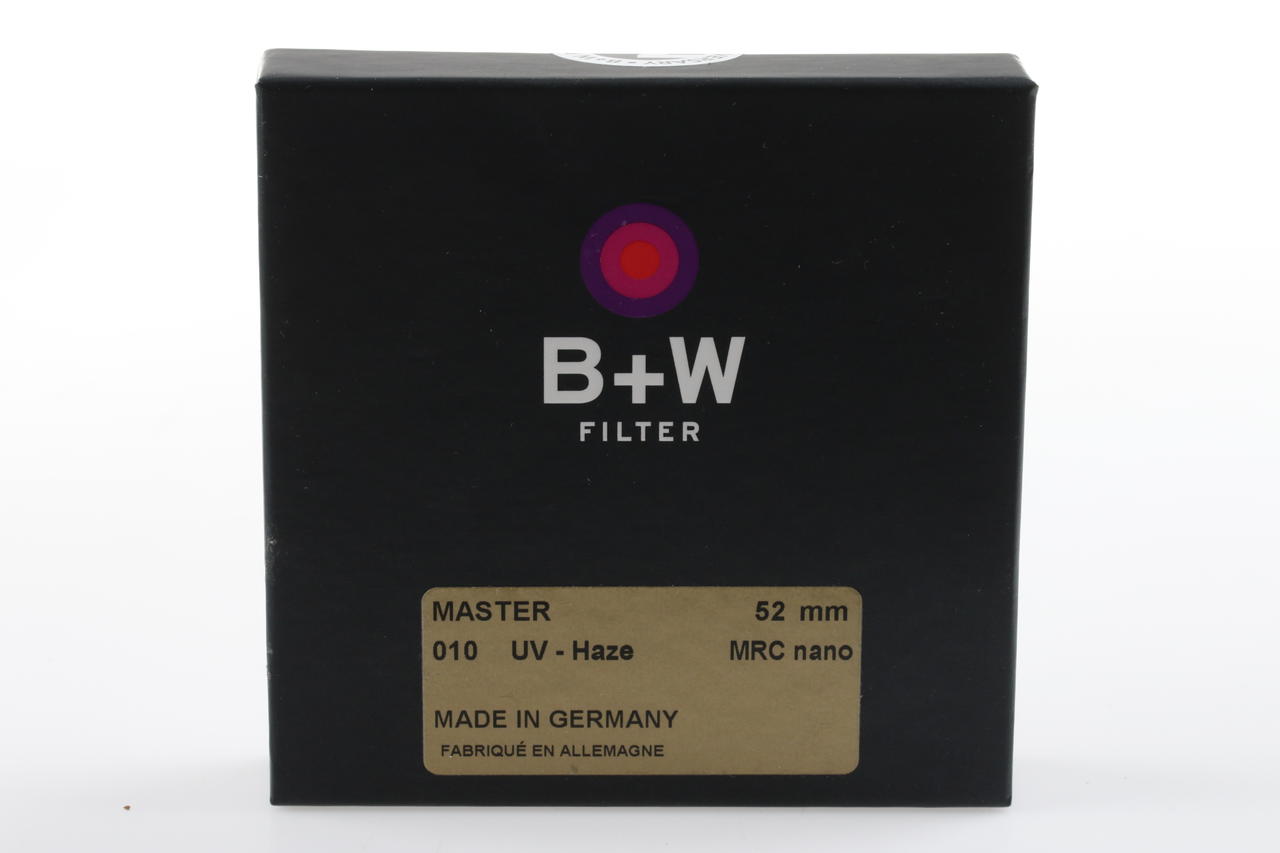 B+W
FILTER
MASTER 52 mm
010 UV - Haze MRC nano
MADE IN GERMANY
FABRIQUÉ EN ALLEMAGNE